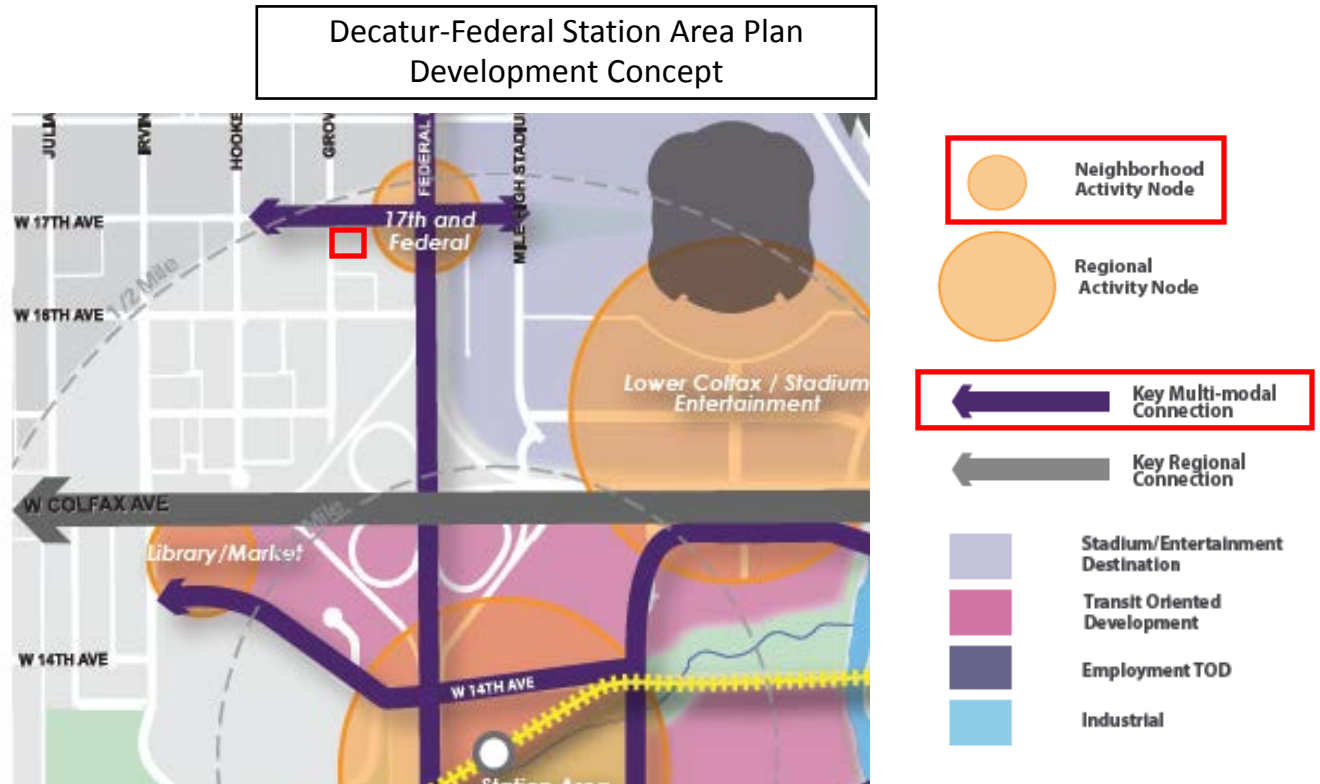 Decatur-Federal Station Area Plan
Development Concept
JULIA
IRVIN
HOOKE
GROV
FEDERAL
MILE HIGH STADIU
W 17TH AVE
17th and
Federal
1/2 Mile
W 16TH AVE
Lower Colfax / Stadium
Entertainment
W COLFAX AVE
Mile
Library/Market
W 14TH AVE
W 14TH AVE
Station Area
Neighborhood
Activity Node
Regional
Activity Node
Key Multi-modal
Connection
Key Regional
Connection
Stadium/Entertainment
Destination
Transit Oriented
Development
Employment TOD
Industrial